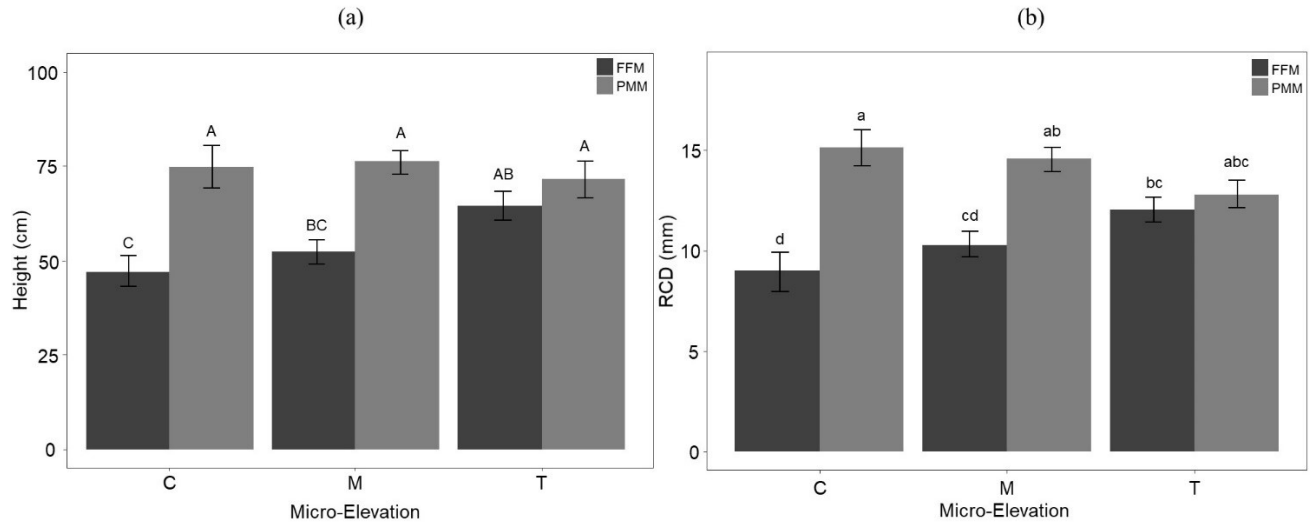 (a)
100
75
50
25
0
Height (cm)
FFM
PMM
C
A
BC
A
AB
A
C
M
T
Micro-Elevation
(b)
15
10
5
0
RCD (mm)
FFM
PMM
d
a
cd
ab
bc
abc
C
M
T
Micro-Elevation